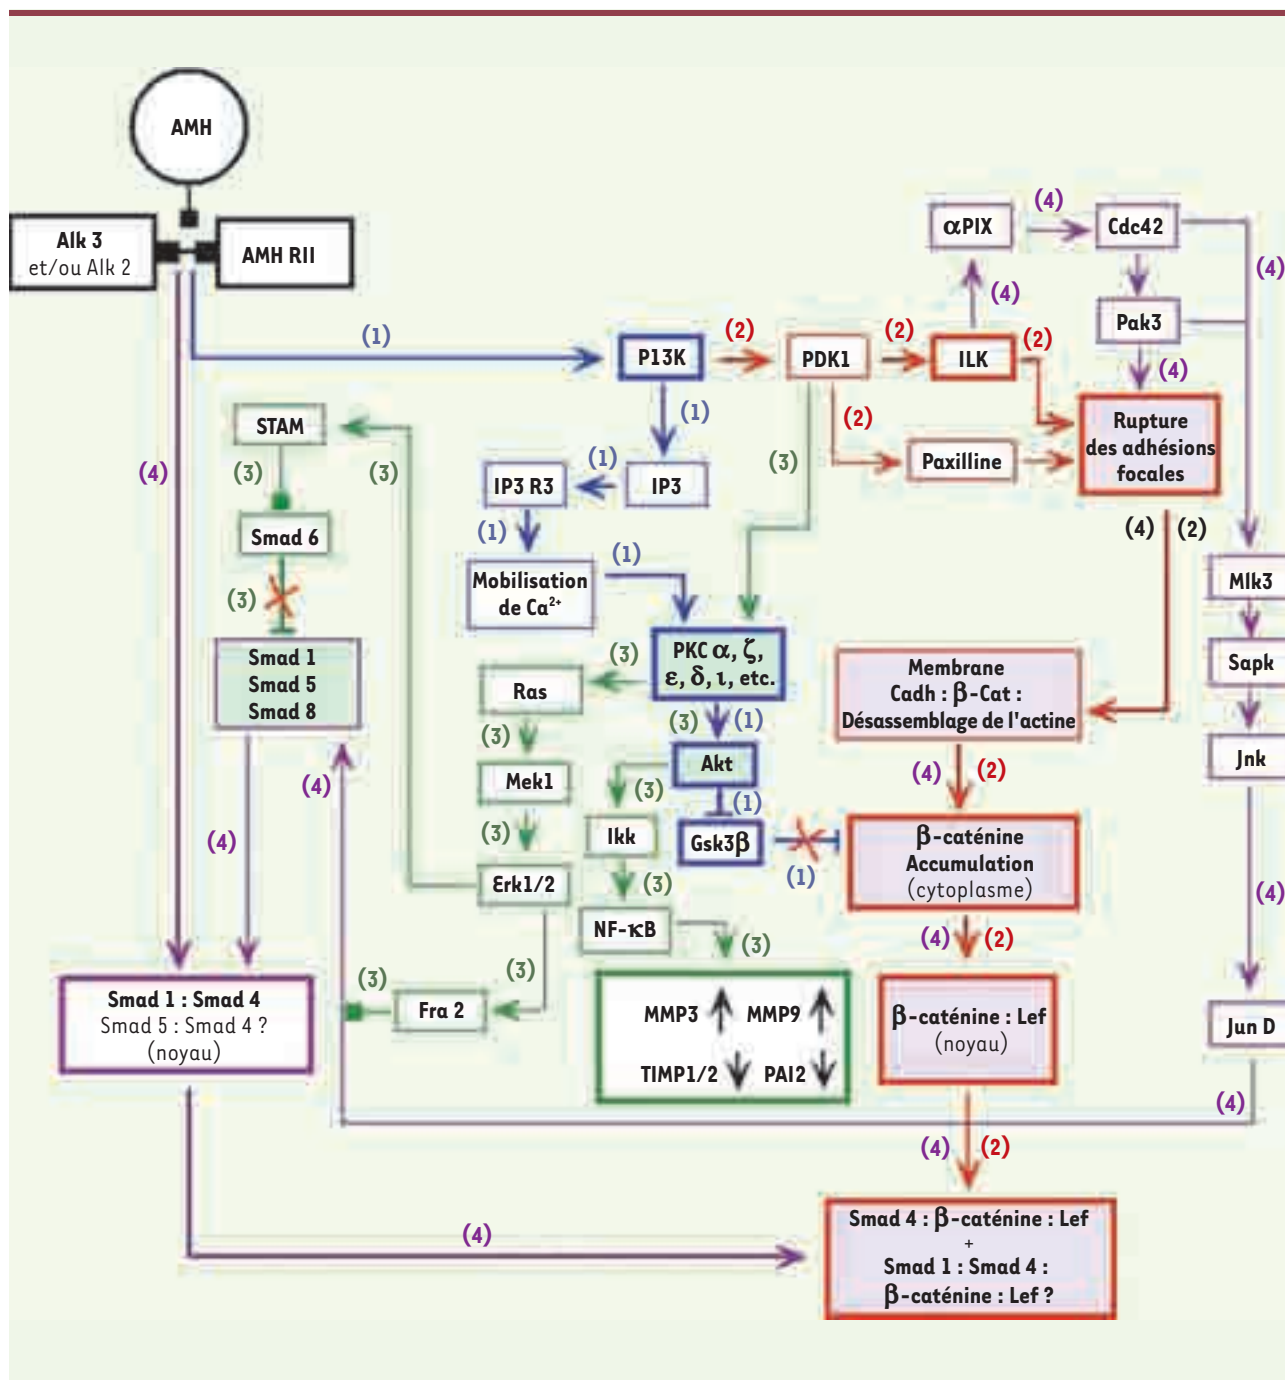 AMH
Alk 3
et/ou Alk 2
AMH RII
(1)
(4)
αPIX
(4)
Cdc42
(4)
(4)
Pak3
(4)
P13K
(2)
PDK1
(2)
ILK
(2)
(2)
(3)
Paxilline
Rupture
des adhésions
focales
(4)
(2)
STAM
(3)
(3)
(1)
IP3
(1)
IP3 R3
(1)
Smad 6
(3)
Mobilisation
de Ca²⁺
(1)
Smad 1
Smad 5
Smad 8
(4)
(4)
PKC α, ζ,
ε, δ, ι, etc.
(3)
Ras
(3)
Mek1
(3)
Erk1/2
(3)
(1)
Akt
(3)
(1)
Ikk
(3)
Gsk3β
(1)
NF-κB
(3)
(3)
Fra 2
(3)
MMP3
MMP9
TIMP1/2
PAI2
Membrane
Cadh : β-Cat :
Désassemblage de l'actine
(4)
(2)
β-caténine
Accumulation
(cytoplasme)
(4)
(2)
β-caténine : Lef
(noyau)
(4)
(2)
Mlk3
Sapk
Jnk
(4)
Jun D
(4)
Smad 1 : Smad 4
Smad 5 : Smad 4 ?
(noyau)
(4)
Smad 4 : β-caténine : Lef
+
Smad 1 : Smad 4 :
β-caténine : Lef ?